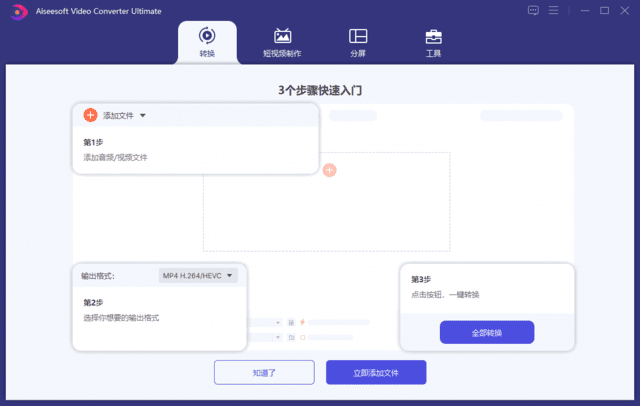 Aiseesoft Video Converter Ultimate
转换
短视频制作
分屏
工具
3个步骤快速入门
添加文件
第1步
添加音频/视频文件
输出格式:
MP4 H.264/HEVC
第2步
选择你想要的输出格式
第3步
点击按钮，一键转换
全部转换
知道了
立即添加文件